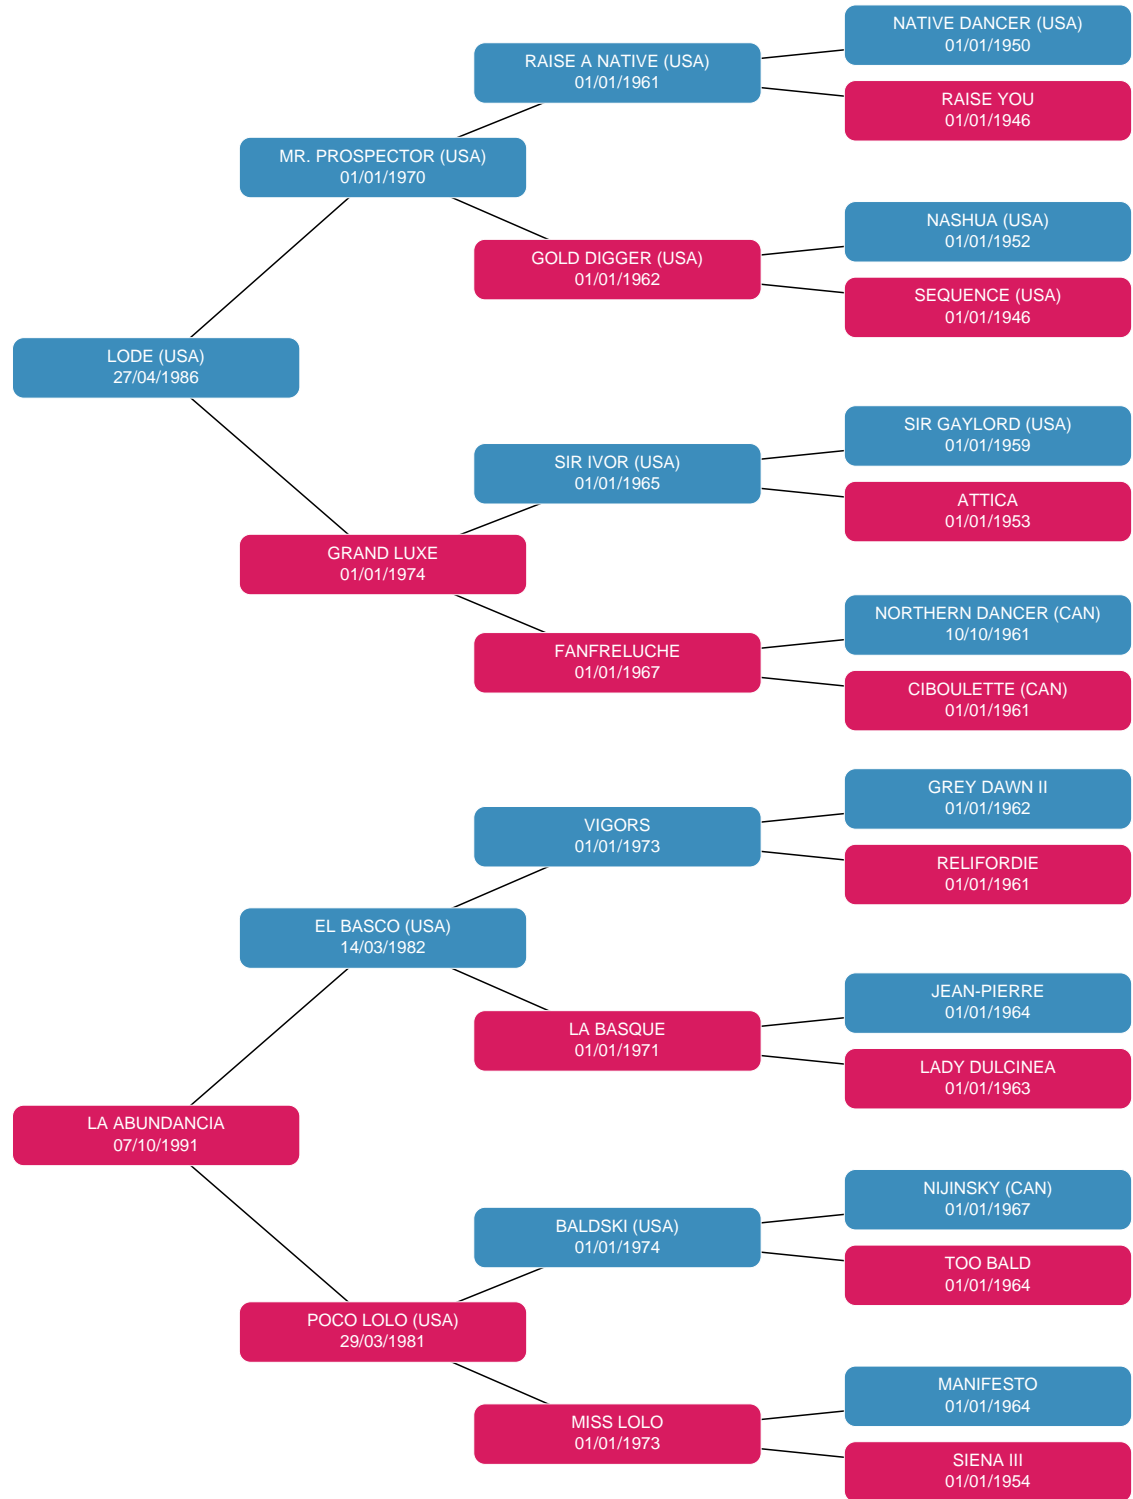 NATIVE DANCER (USA)
01/01/1950
RAISE A NATIVE (USA)
01/01/1961
RAISE YOU
01/01/1946
MR. PROSPECTOR (USA)
01/01/1970
NASHUA (USA)
01/01/1952
GOLD DIGGER (USA)
01/01/1962
SEQUENCE (USA)
01/01/1946
LODE (USA)
27/04/1986
SIR GAYLORD (USA)
01/01/1959
SIR IVOR (USA)
01/01/1965
ATTICA
01/01/1953
GRAND LUXE
01/01/1974
NORTHERN DANCER (CAN)
10/10/1961
FANFRELUCHE
01/01/1967
CIBOULETTE (CAN)
01/01/1961
GREY DAWN II
01/01/1962
VIGORS
01/01/1973
RELIFORDIE
01/01/1961
EL BASCO (USA)
14/03/1982
JEAN-PIERRE
01/01/1964
LA BASQUE
01/01/1971
LADY DULCINEA
01/01/1963
LA ABUNDANCIA
07/10/1991
NIJINSKY (CAN)
01/01/1967
BALDSKI (USA)
01/01/1974
TOO BALD
01/01/1964
POCO LOLO (USA)
29/03/1981
MANIFESTO
01/01/1964
MISS LOLO
01/01/1973
SIENA III
01/01/1954